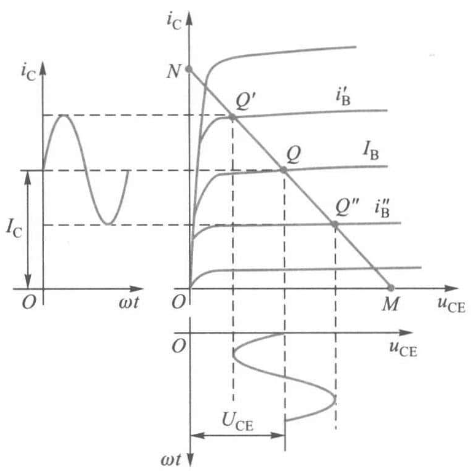 i_C
i_C
N
Q′
i′_B
Q
I_B
I_C
Q″
i″_B
O
ωt
O
M
u_CE
O
u_CE
U_CE
ωt